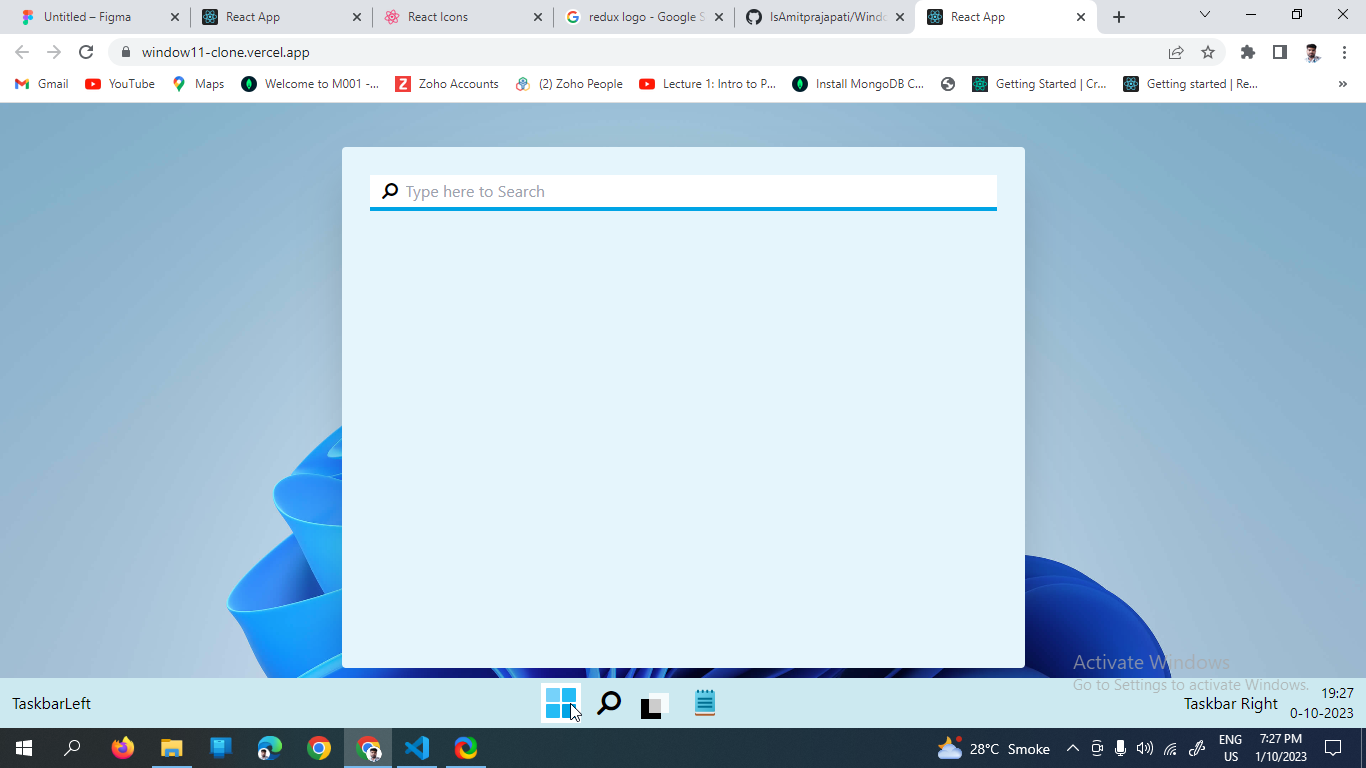 Untitled – Figma
React App
React Icons
redux logo - Google S
IsAmitprajapati/Windo
React App
window11-clone.vercel.app
Gmail
YouTube
Maps
Welcome to M001 -...
Zoho Accounts
(2) Zoho People
Lecture 1: Intro to P...
Install MongoDB C...
Getting Started | Cr...
Getting started | Re...
»
Type here to Search
Activate Windows
Go to Settings to activate Windows.
TaskbarLeft
Taskbar Right
19:27
0-10-2023
28°C Smoke
ENG
US
7:27 PM
1/10/2023